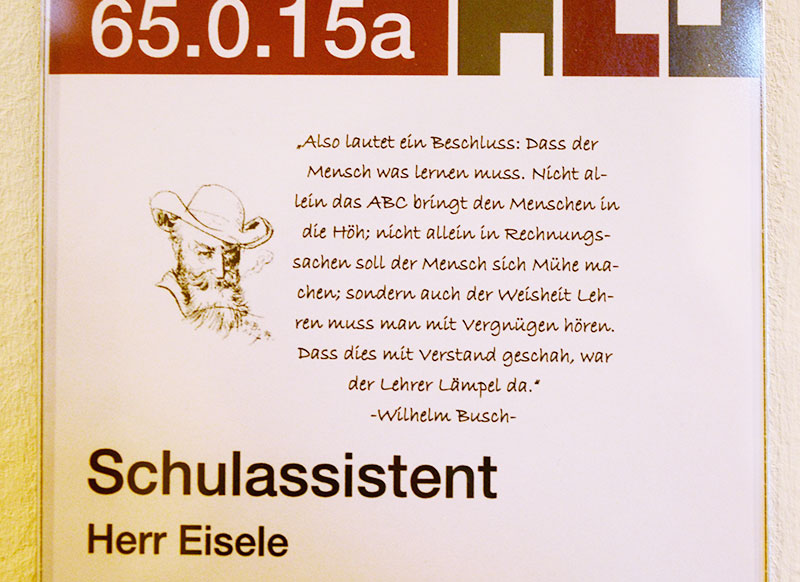 65.0.15a
„Also lautet ein Beschluss: Dass der
Mensch was lernen muss. Nicht al-
lein das ABC bringt den Menschen in
die Höh; nicht allein in Rechnungs-
sachen soll der Mensch sich Mühe ma-
chen; sondern auch der Weisheit Leh-
ren muss man mit Vergnügen hören.
Dass dies mit Verstand geschah, war
der Lehrer Lämpel da.“
-Wilhelm Busch-
Schulassistent
Herr Eisele